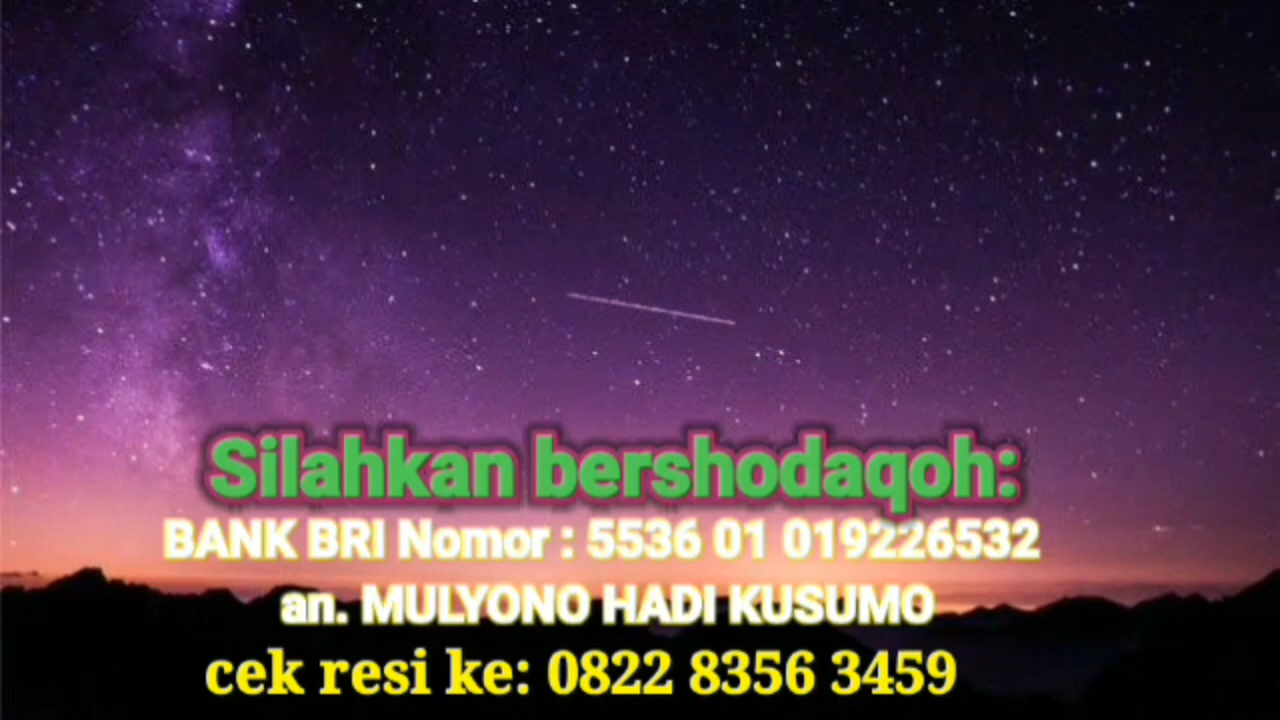 Silahkan bershodaqoh:
BANK BRI Nomor : 5536 01 019226532
an. MULYONO HADI KUSUMO
cek resi ke: 0822 8356 3459